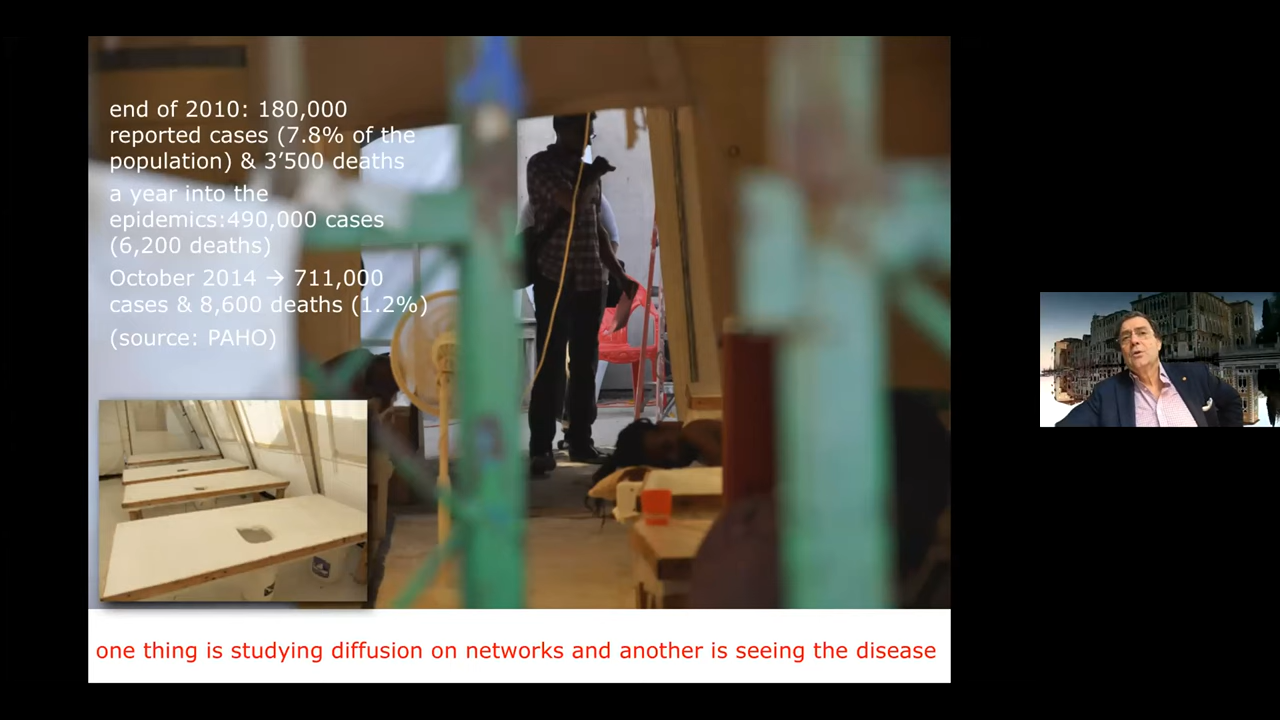 end of 2010: 180,000
reported cases (7.8% of the
population) & 3’500 deaths
a year into the
epidemics:490,000 cases
(6,200 deaths)
October 2014 → 711,000
cases & 8,600 deaths (1.2%)
(source: PAHO)
one thing is studying diffusion on networks and another is seeing the disease